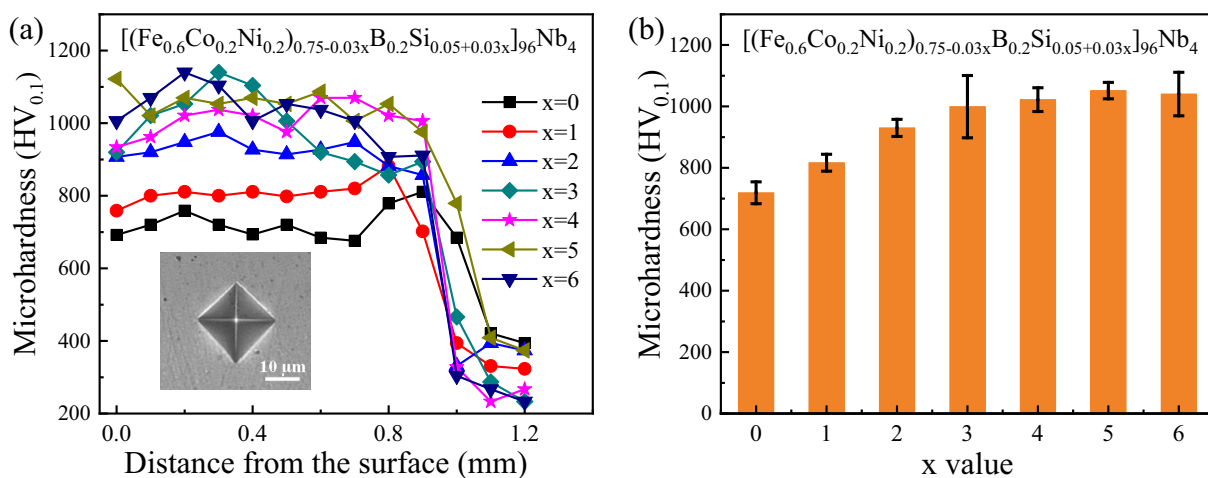 (a)
[(Fe0.6Co0.2Ni0.2)0.75-0.03xB0.2Si0.05+0.03x]96Nb4
1200
1000
800
600
400
200
Microhardness (HV0.1)
x=0
x=1
x=2
x=3
x=4
x=5
x=6
10 μm
0.0
0.4
0.8
1.2
Distance from the surface (mm)
(b)
[(Fe0.6Co0.2Ni0.2)0.75-0.03xB0.2Si0.05+0.03x]96Nb4
1200
1000
800
600
400
200
0
Microhardness (HV0.1)
0
1
2
3
4
5
6
x value